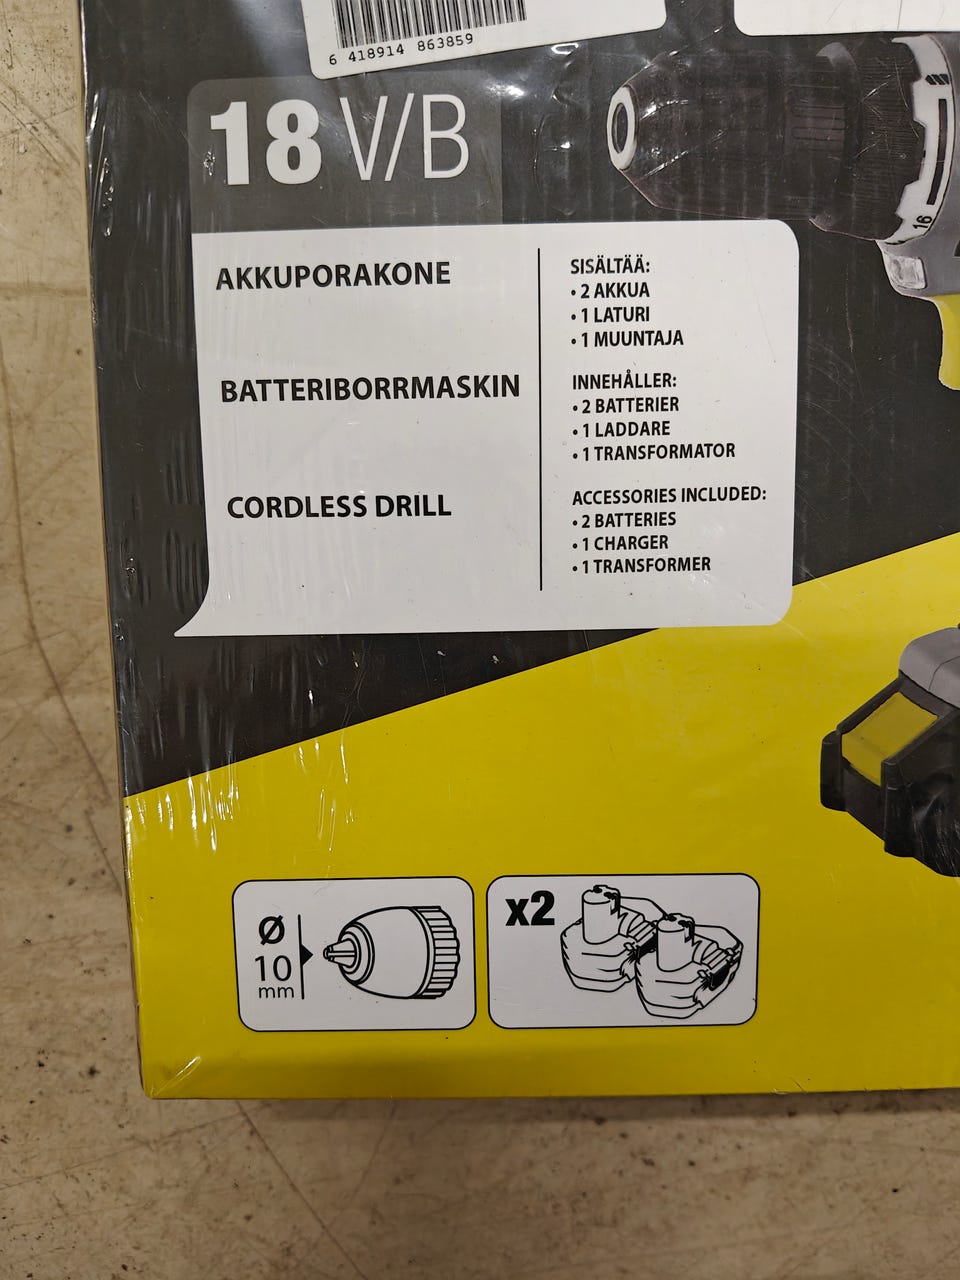 6 418914 863859
18 V/B
16
AKKUPORAKONE
BATTERIBORRMASKIN
CORDLESS DRILL
SISÄLTÄÄ:
• 2 AKKUA
• 1 LATURI
• 1 MUUNTAJA
INNEHÅLLER:
• 2 BATTERIER
• 1 LADDARE
• 1 TRANSFORMATOR
ACCESSORIES INCLUDED:
• 2 BATTERIES
• 1 CHARGER
• 1 TRANSFORMER
Ø
10
mm
x2